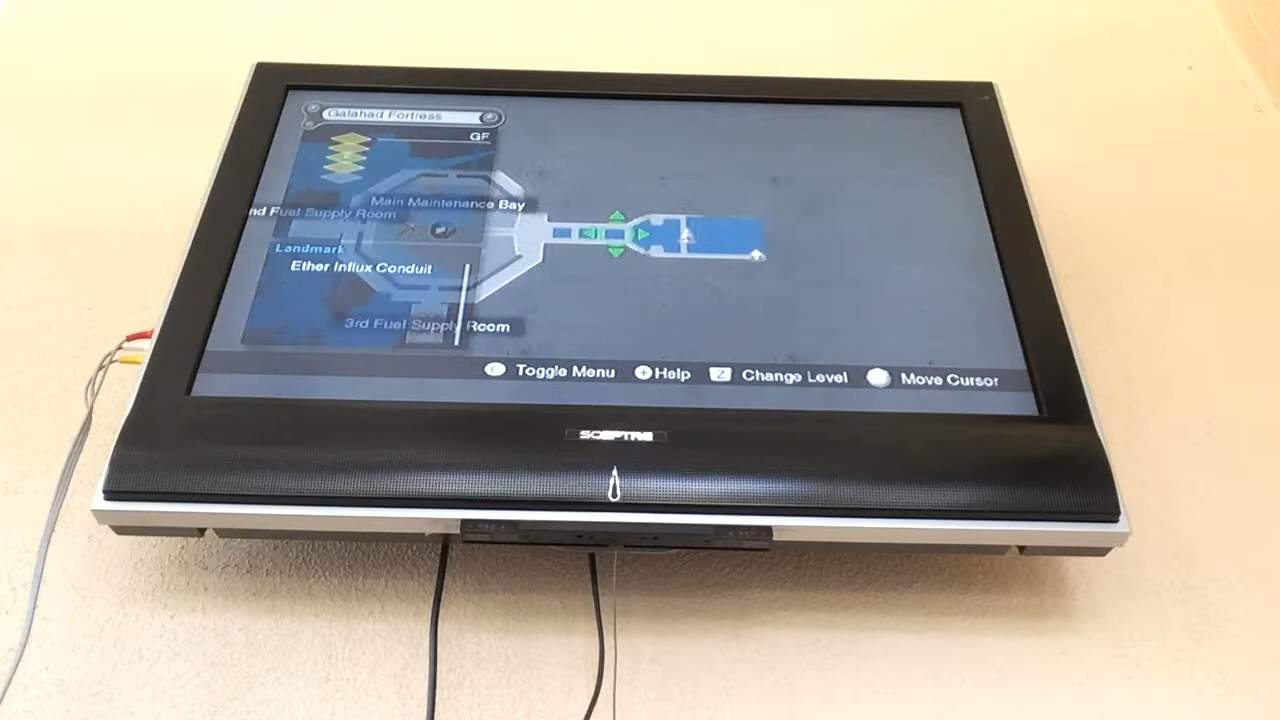 Galahad Fortress
GF
Main Maintenance Bay
nd Fuel Supply Room
Landmark
Ether Influx Conduit
3rd Fuel Supply Room
C Toggle Menu + Help Z Change Level Move Cursor
SCEPTRE